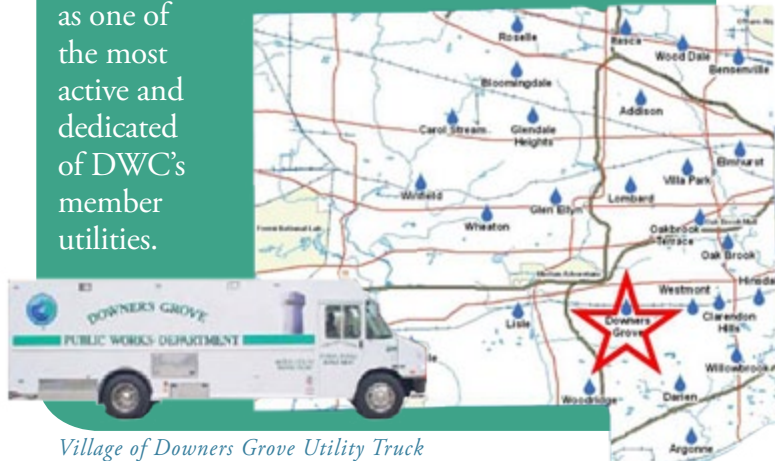 as one of
the most
active and
dedicated
of DWC's
member
utilities.
Roselle
Itasca
Wood Dale
Bensenville
Bloomingdale
Addison
Carol Stream
Glendale
Heights
Elmhurst
Villa Park
Winfield
Lombard
Glen Ellyn
Wheaton
Oakbrook
Terrace
Oak Brook
Westmont
Hinsda
Lisle
Downers
Grove
Clarendon
Hills
Willowbrook
Woodridge
Darien
Argonne
DOWNERS GROVE
PUBLIC WORKS DEPARTMENT
Village of Downers Grove Utility Truck